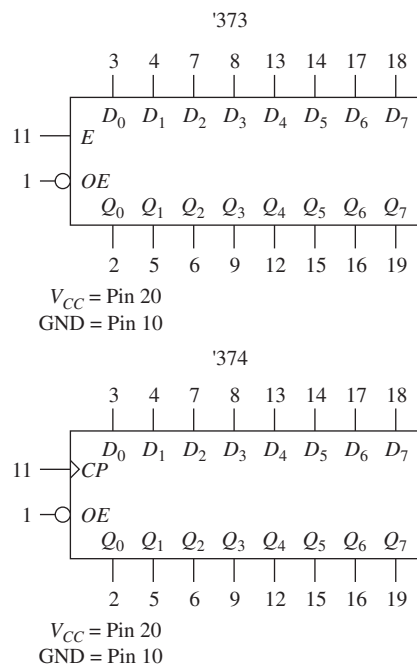 '373
3 4 7 8 13 14 17 18
D₀ D₁ D₂ D₃ D₄ D₅ D₆ D₇
11 E
1 OE
Q₀ Q₁ Q₂ Q₃ Q₄ Q₅ Q₆ Q₇
2 5 6 9 12 15 16 19
V_CC = Pin 20
GND = Pin 10
'374
3 4 7 8 13 14 17 18
D₀ D₁ D₂ D₃ D₄ D₅ D₆ D₇
11 CP
1 OE
Q₀ Q₁ Q₂ Q₃ Q₄ Q₅ Q₆ Q₇
2 5 6 9 12 15 16 19
V_CC = Pin 20
GND = Pin 10